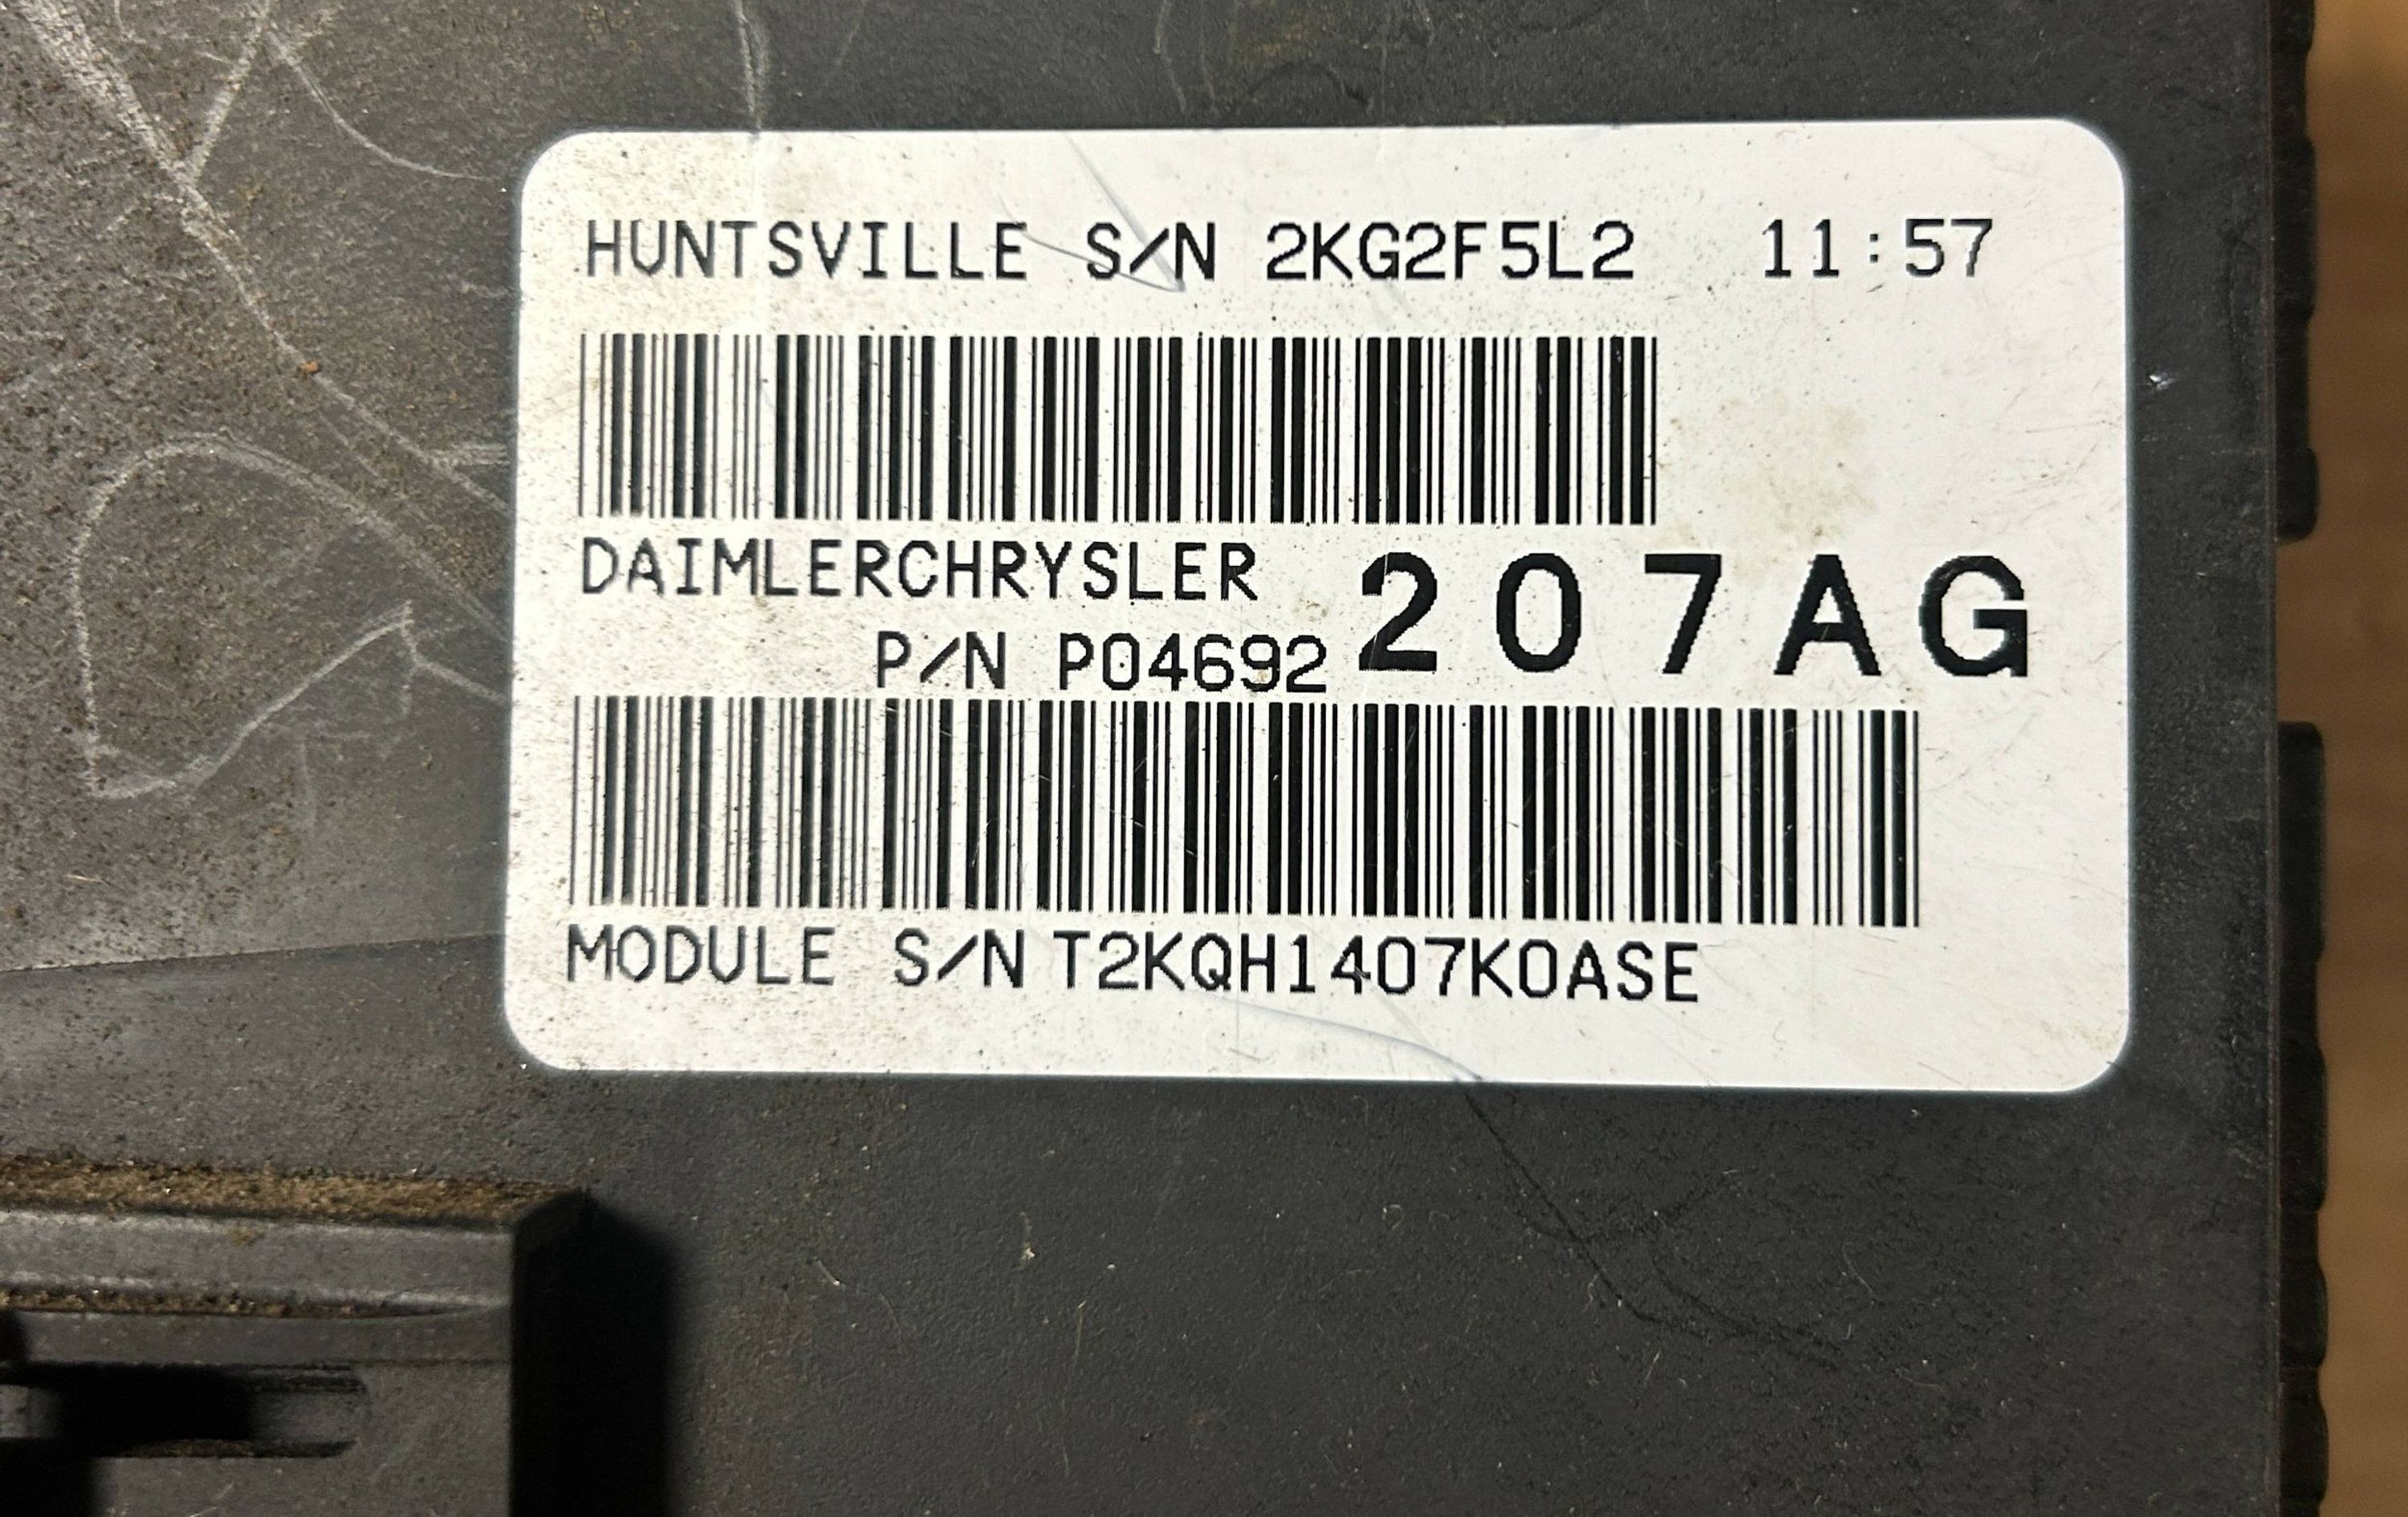 HUNTSVILLE S/N 2KG2F5L2 11:57
DAIMLERCHRYSLER
P/N P04692 207AG
MODULE S/N T2KQH1407K0ASE